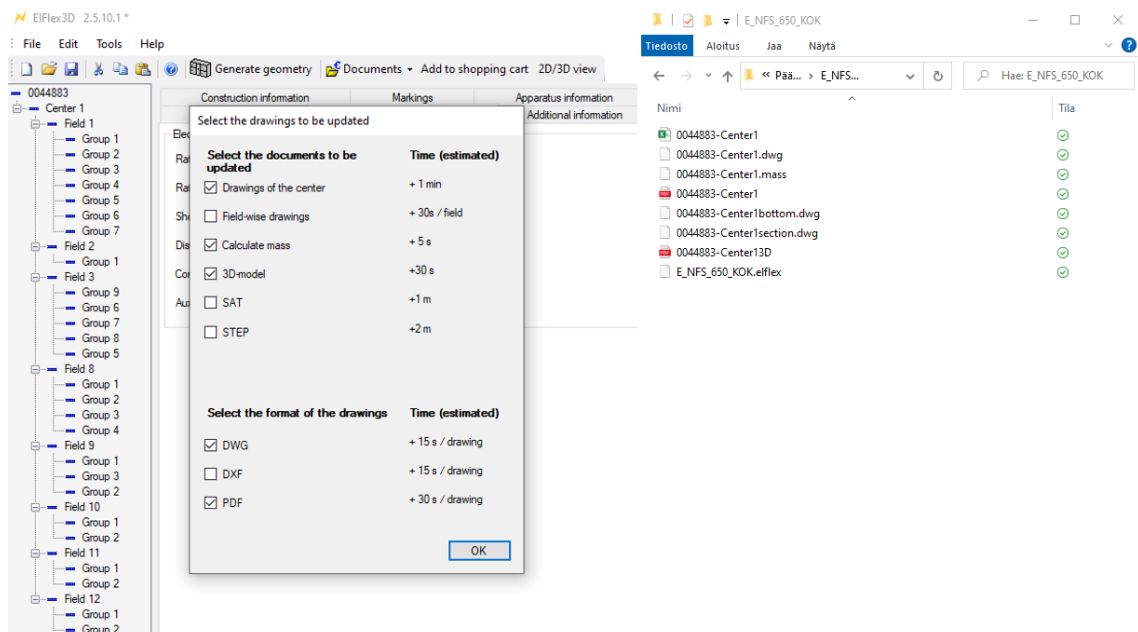 ElFlex3D 2.5.10.1 *
File Edit Tools Help
Generate geometry Documents Add to shopping cart 2D/3D view
0044883
Center 1
Field 1
Group 1
Group 2
Group 3
Group 4
Group 5
Group 6
Group 7
Field 2
Group 1
Field 3
Group 9
Group 6
Group 7
Group 8
Group 5
Field 8
Group 1
Group 2
Group 3
Group 4
Field 9
Group 1
Group 3
Group 2
Field 10
Group 1
Group 2
Field 11
Group 1
Group 2
Field 12
Group 1
Group 2
Construction information Markings Apparatus information
Additional information
Elec
Rat
Rat
Sho
Dis
Cor
Aux
Select the drawings to be updated
Select the documents to be updated Time (estimated)
Drawings of the center + 1 min
Field-wise drawings + 30s / field
Calculate mass + 5 s
3D-model +30 s
SAT +1 m
STEP +2 m
Select the format of the drawings Time (estimated)
DWG + 15 s / drawing
DXF + 15 s / drawing
PDF + 30 s / drawing
OK
E_NFS_650_KOK
Tiedosto Aloitus Jaa Näytä
« Pää... › E_NFS... Hae: E_NFS_650_KOK
Nimi Tila
0044883-Center1
0044883-Center1.dwg
0044883-Center1.mass
0044883-Center1
0044883-Center1bottom.dwg
0044883-Center1section.dwg
0044883-Center13D
E_NFS_650_KOK.elflex